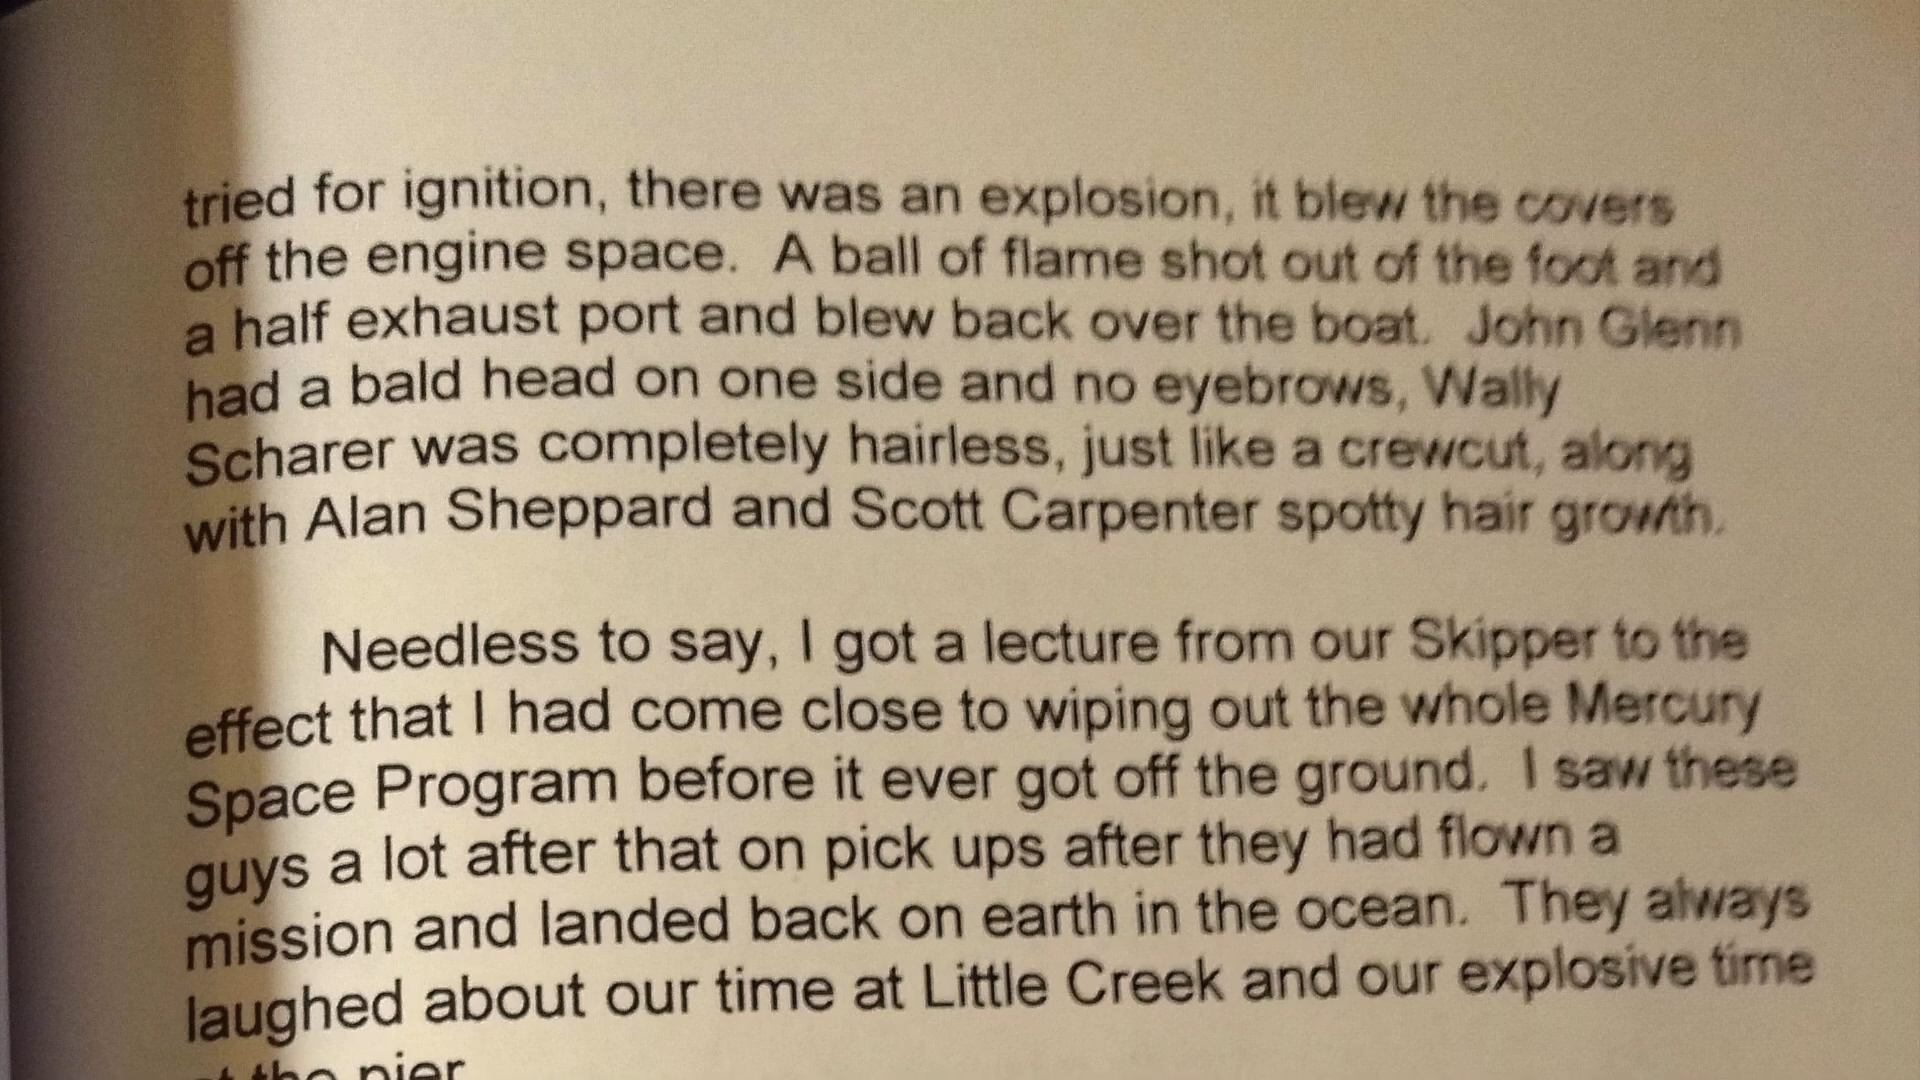 tried for ignition, there was an explosion, it blew the covers
off the engine space.  A ball of flame shot out of the foot and
a half exhaust port and blew back over the boat.  John Glenn
had a bald head on one side and no eyebrows, Wally
Scharer was completely hairless, just like a crewcut, along
with Alan Sheppard and Scott Carpenter spotty hair growth.
Needless to say, I got a lecture from our Skipper to the
effect that I had come close to wiping out the whole Mercury
Space Program before it ever got off the ground.  I saw these
guys a lot after that on pick ups after they had flown a
mission and landed back on earth in the ocean.  They always
laughed about our time at Little Creek and our explosive time
at the pier